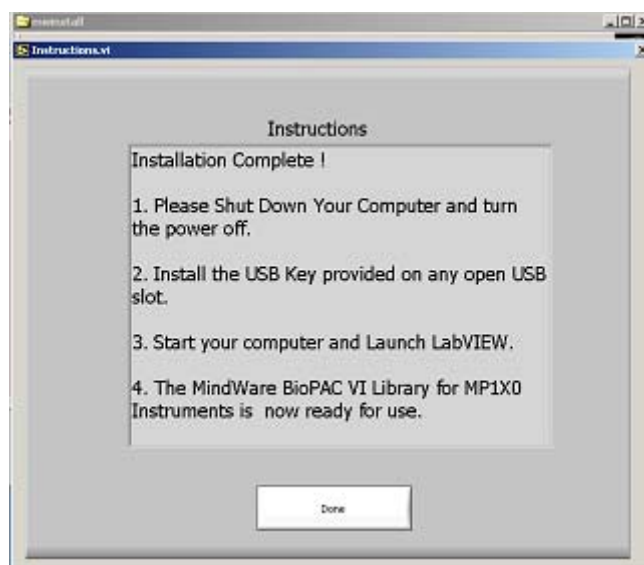 mwinstall
Instructions.vi
Instructions
Installation Complete !
1. Please Shut Down Your Computer and turn
the power off.
2. Install the USB Key provided on any open USB
slot.
3. Start your computer and Launch LabVIEW.
4. The MindWare BioPAC VI Library for MP1X0
Instruments is  now ready for use.
Done